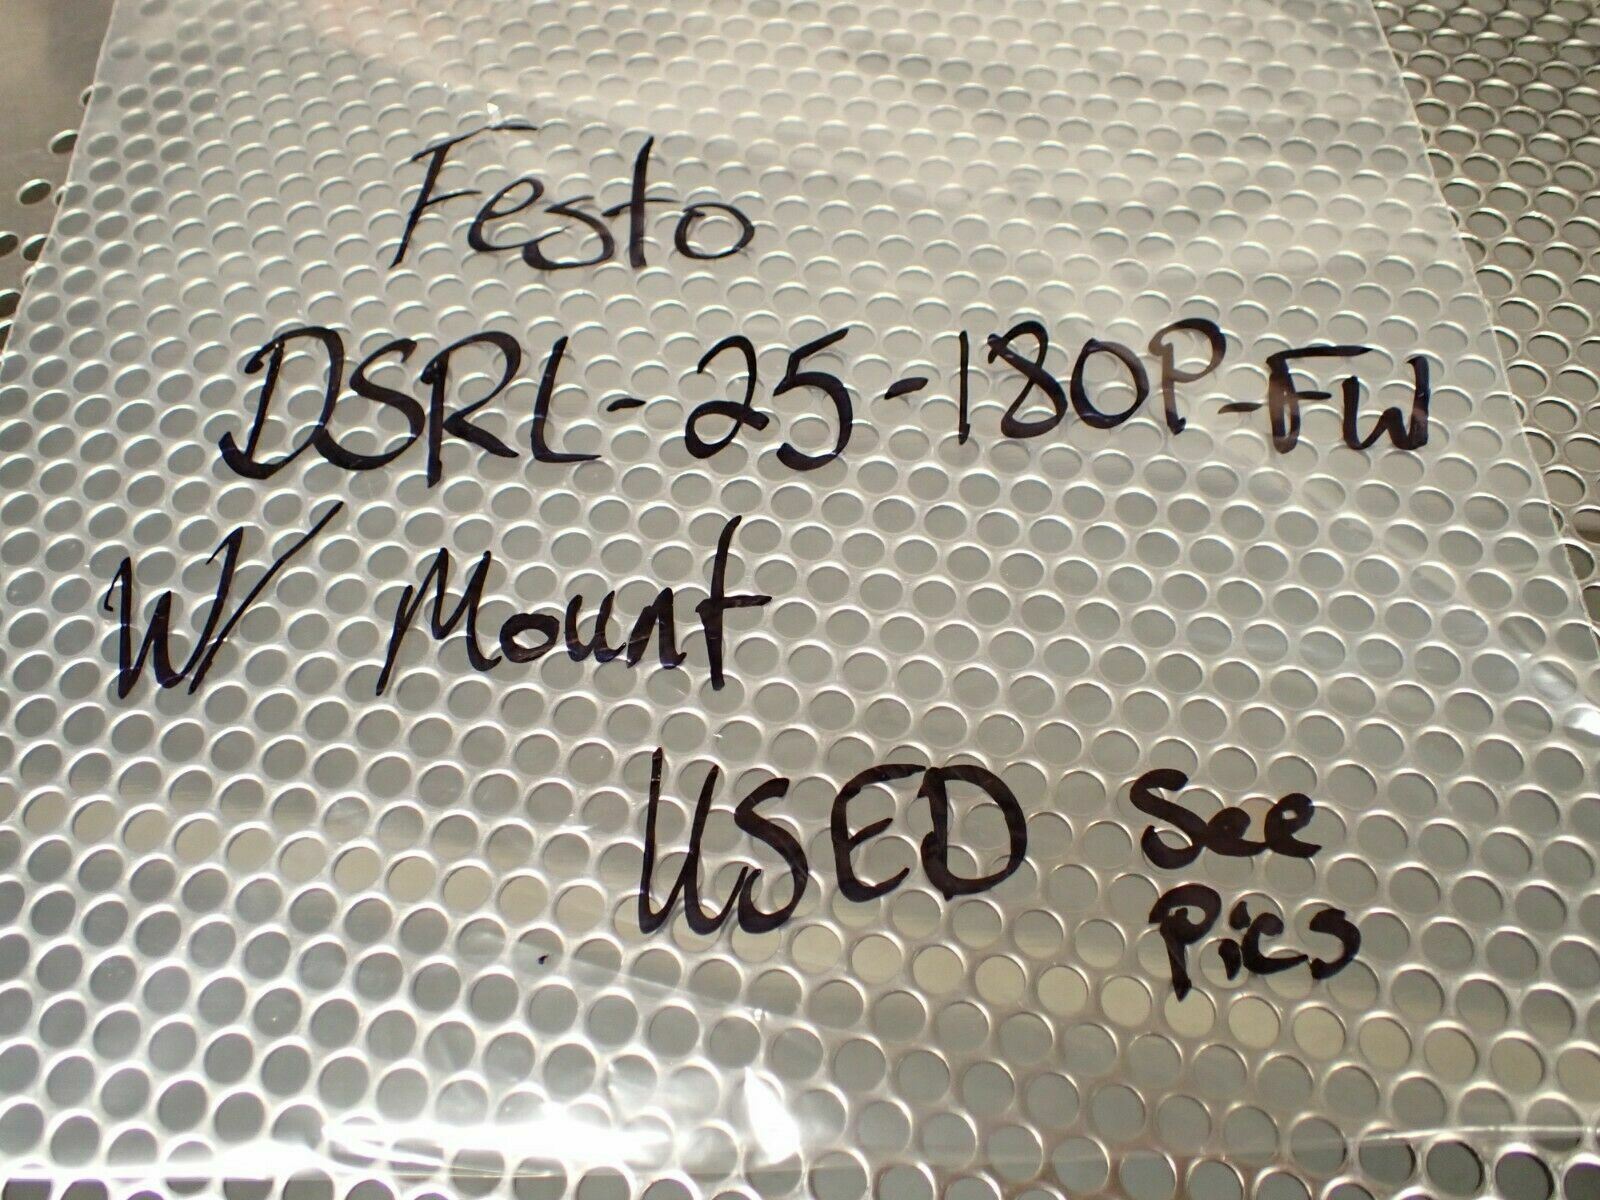 Festo
DSRL-25-180P-FW
W/ Mount
USED See
Pics